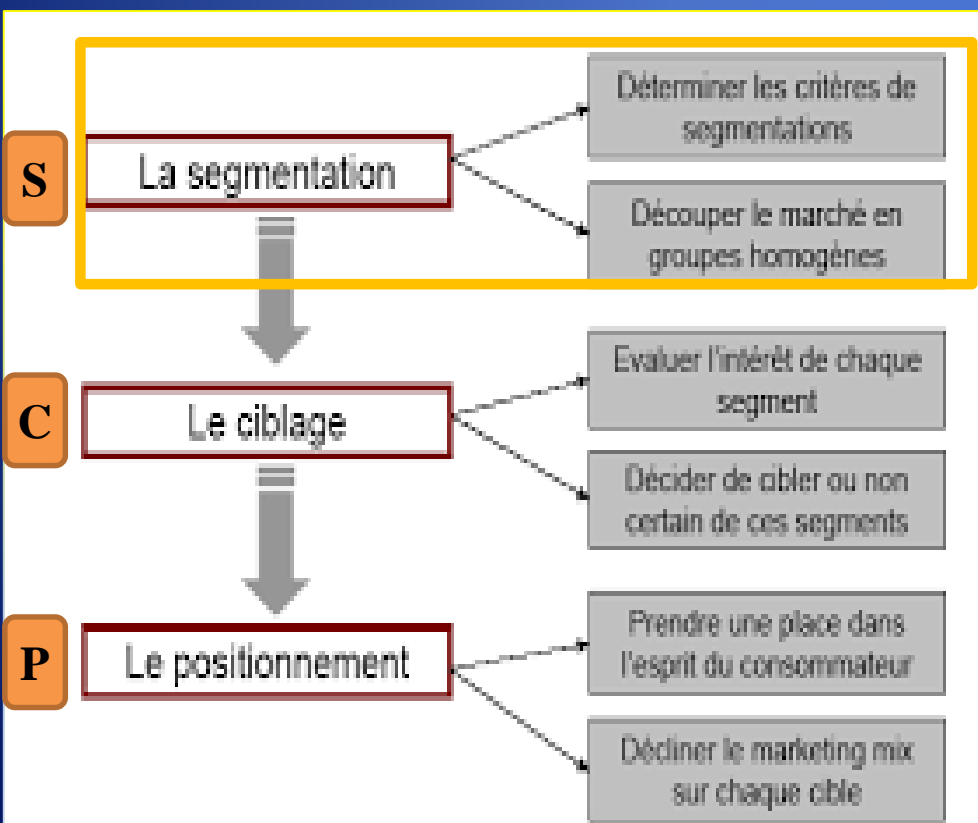 S
La segmentation
Déterminer les critères de
segmentations
Découper le marché en
groupes homogènes
C
Le ciblage
Evaluer l'intérêt de chaque
segment
Décider de cibler ou non
certain de ces segments
P
Le positionnement
Prendre une place dans
l'esprit du consommateur
Décliner le marketing mix
sur chaque cible